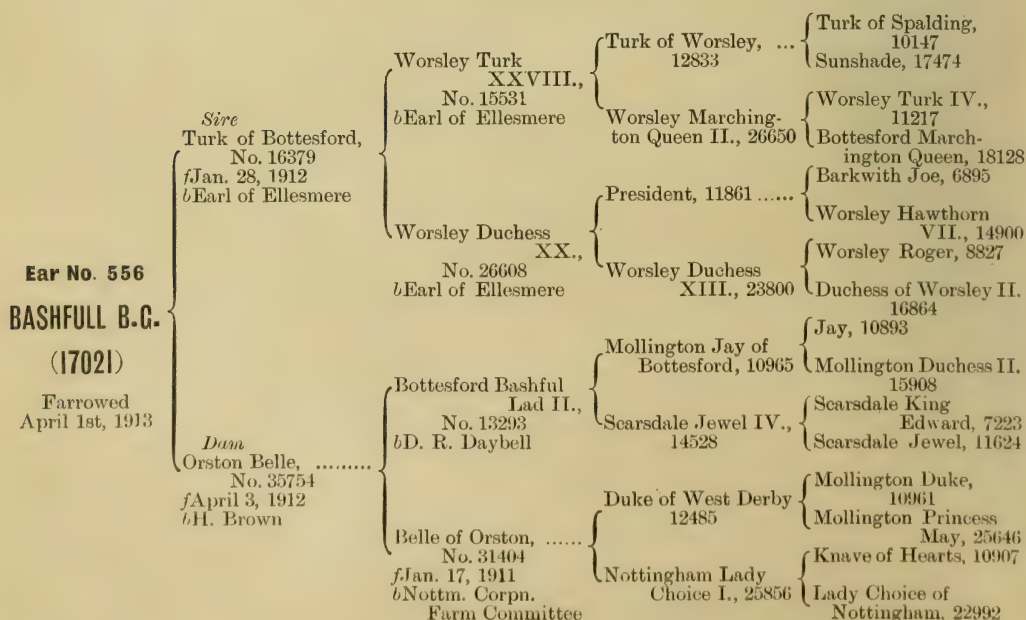 Ear No. 556
BASHFULL B.G.
(17021)
Farrowed
April 1st, 1913
Sire
Turk of Bottesford,
No. 16379
fJan. 28, 1912
bEarl of Ellesmere
Dam
Orston Belle, .........
No. 35754
fApril 3, 1912
bH. Brown
Worsley Turk
XXVIII.,
No. 15531
bEarl of Ellesmere
Worsley Duchess
XX.,
No. 26608
bEarl of Ellesmere
Bottesford Bashful
Lad II.,
No. 13293
bD. R. Daybell
Belle of Orston, ......
No. 31404
fJan. 17, 1911
bNottm. Corpn.
Farm Committee
Turk of Worsley, ...
12833
Worsley Marching-
ton Queen II., 26650
President, 11861 ......
Worsley Duchess
XIII., 23800
Mollington Jay of
Bottesford, 10965
Scarsdale Jewel IV.,
14528
Duke of West Derby
12485
Nottingham Lady
Choice I., 25856
Turk of Spalding,
10147
Sunshade, 17474
Worsley Turk IV.,
11217
Bottesford March-
ington Queen, 18128
Barkwith Joe, 6895
Worsley Hawthorn
VII., 14900
Worsley Roger, 8827
Duchess of Worsley II.
16864
Jay, 10893
Mollington Duchess II.
15908
Scarsdale King
Edward, 7223
Scarsdale Jewel, 11624
Mollington Duke,
10961
Mollington Princess
May, 25646
Knave of Hearts, 10907
Lady Choice of
Nottingham, 22992